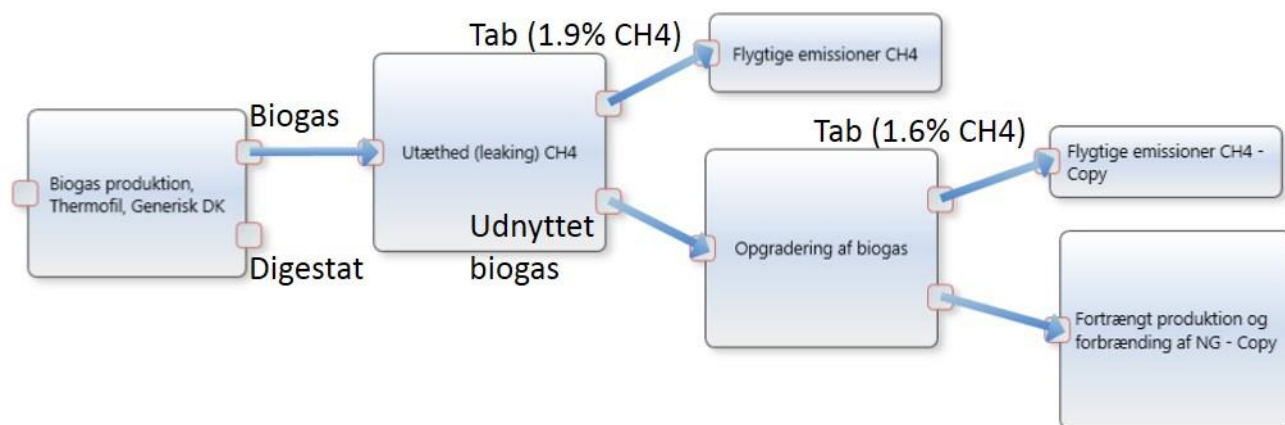 Biogas produktion,
Thermofil, Generisk DK
Biogas
Digestat
Utæthed (leaking) CH4
Tab (1.9% CH4)
Flygtige emissioner CH4
Udnyttet
biogas
Opgradering af biogas
Tab (1.6% CH4)
Flygtige emissioner CH4 -
Copy
Fortrængt produktion og
forbrænding af NG - Copy